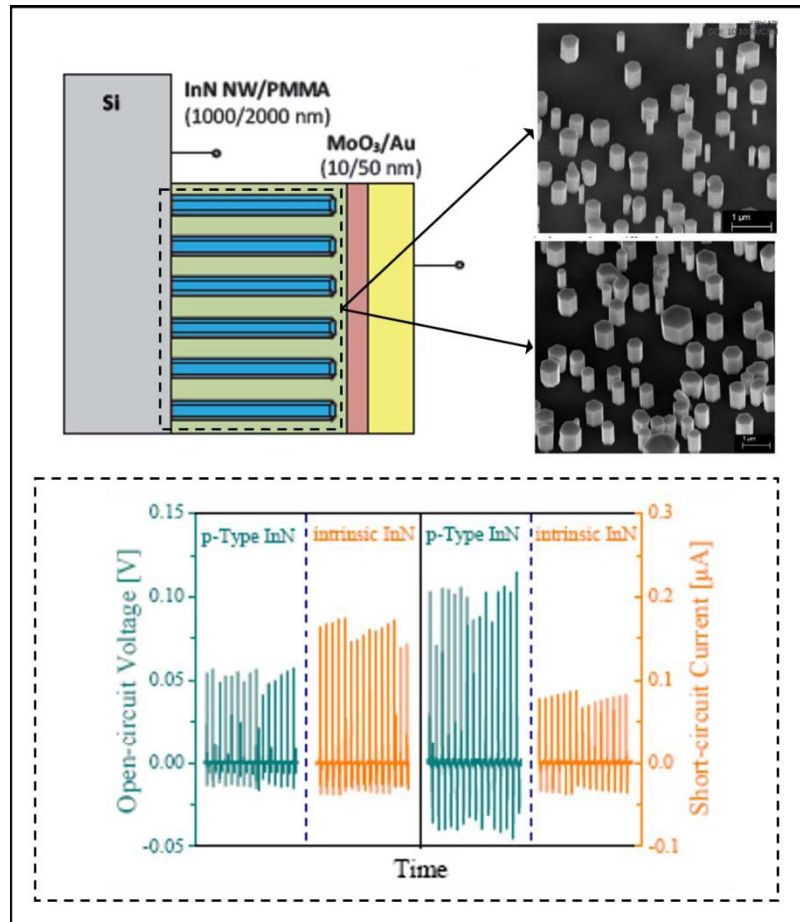 Si
InN NW/PMMA
(1000/2000 nm)
MoO₃/Au
(10/50 nm)
1 μm
1 μm
0.15
0.10
0.05
0.00
-0.05
Open-circuit Voltage [V]
p-Type InN
intrinsic InN
p-Type InN
intrinsic InN
0.3
0.2
0.1
0.0
-0.1
Short-circuit Current [μA]
Time